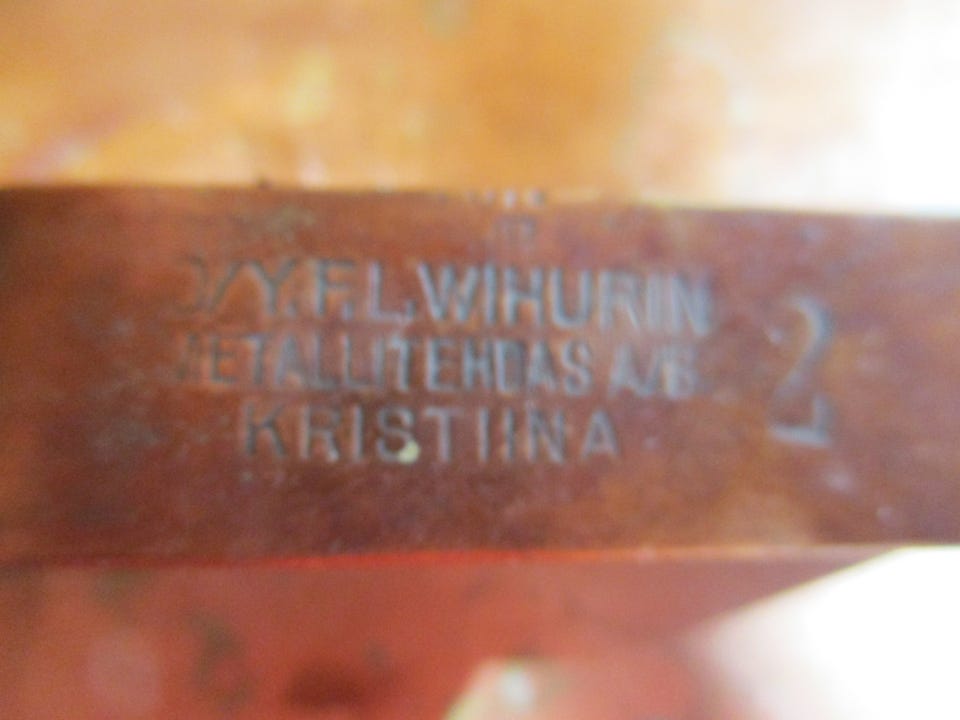 O/Y.F.L.WIHURIN
METALLITEHDAS A/B
KRISTIINA
2